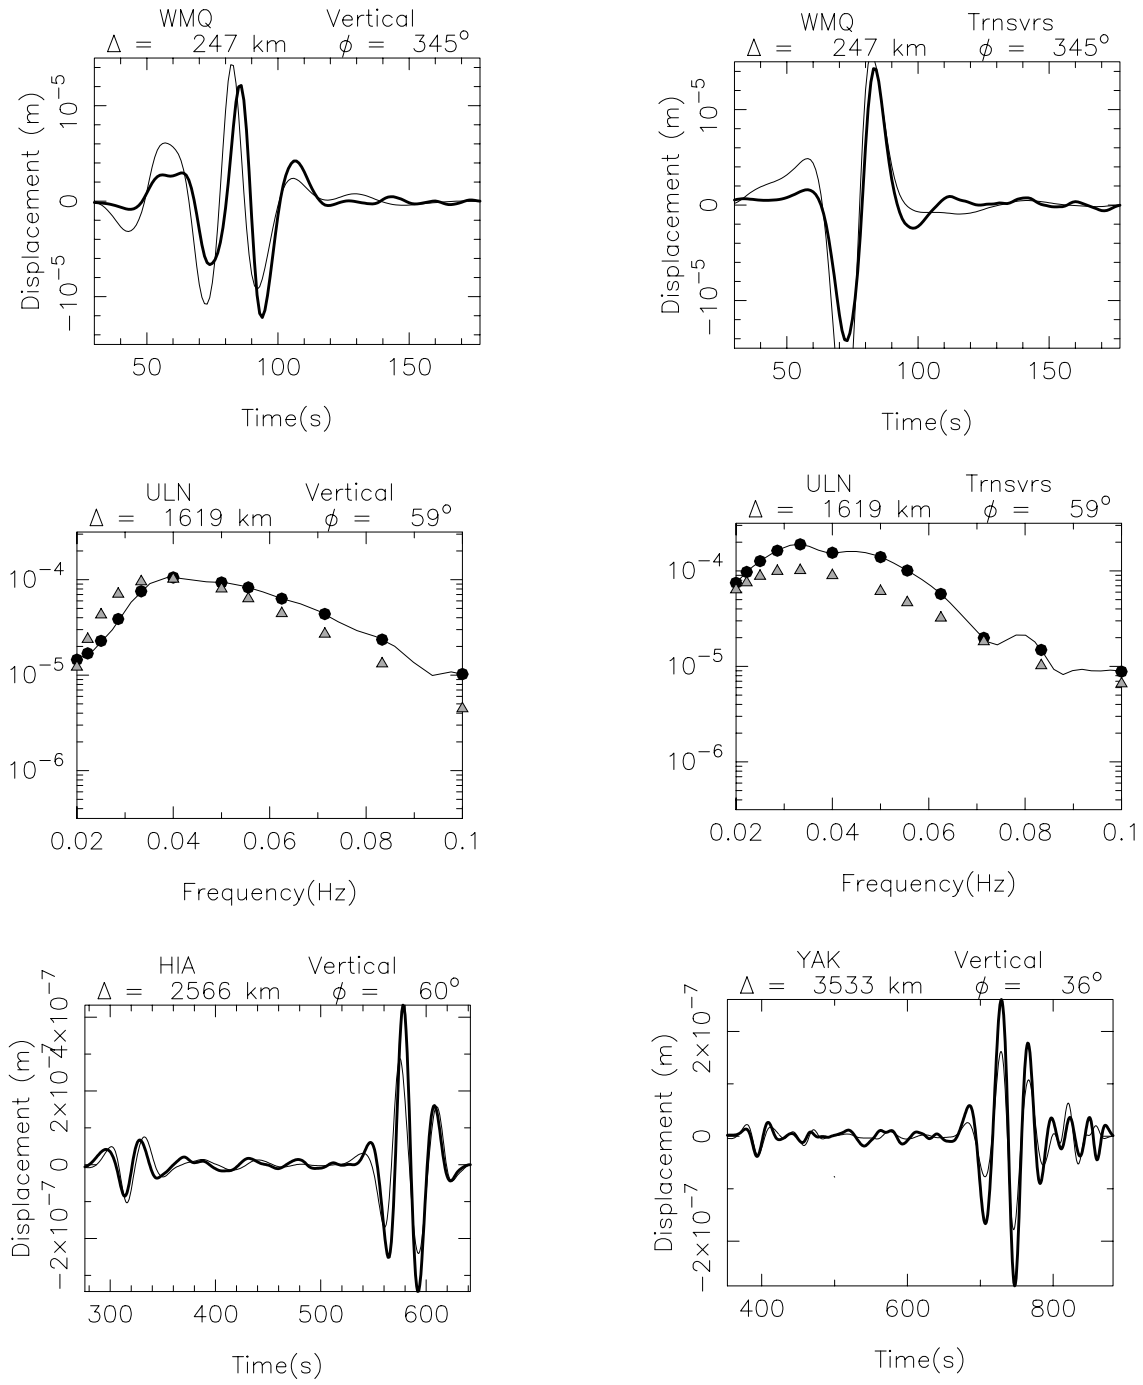 WMQ Vertical
Δ = 247 km ϕ = 345°
Displacement (m)
10⁻⁵
0
−10⁻⁵
50 100 150
Time(s)
WMQ Trnsvrs
Δ = 247 km ϕ = 345°
Displacement (m)
10⁻⁵
0
−10⁻⁵
50 100 150
Time(s)
ULN Vertical
Δ = 1619 km ϕ = 59°
10⁻⁴
10⁻⁵
10⁻⁶
0.02 0.04 0.06 0.08 0.1
Frequency(Hz)
ULN Trnsvrs
Δ = 1619 km ϕ = 59°
10⁻⁴
10⁻⁵
10⁻⁶
0.02 0.04 0.06 0.08 0.1
Frequency(Hz)
HIA Vertical
Δ = 2566 km ϕ = 60°
Displacement (m)
4×10⁻⁷
2×10⁻⁷
0
−2×10⁻⁷
300 400 500 600
Time(s)
YAK Vertical
Δ = 3533 km ϕ = 36°
Displacement (m)
2×10⁻⁷
0
−2×10⁻⁷
400 600 800
Time(s)